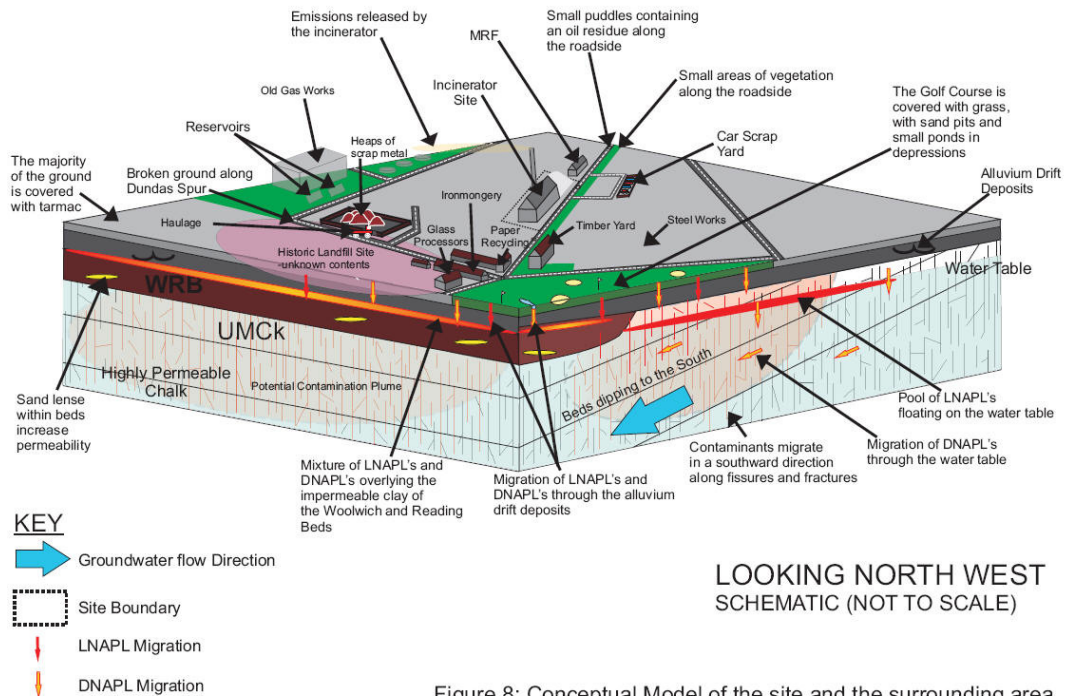 Emissions released by
the incinerator
MRF
Small puddles containing
an oil residue along
the roadside
Small areas of vegetation
along the roadside
The Golf Course is
covered with grass,
with sand pits and
small ponds in
depressions
Old Gas Works
Incinerator
Site
Reservoirs
Heaps of
scrap metal
Car Scrap
Yard
The majority
of the ground
is covered
with tarmac
Broken ground along
Dundas Spur
Alluvium Drift
Deposits
Ironmongery
Haulage
Glass
Processors
Paper
Recycling
Timber Yard
Steel Works
Historic Landfill Site
unknown contents
Water Table
WRB
UMCk
Highly Permeable
Chalk
Potential Contamination Plume
Beds dipping to the South
Sand lense
within beds
increase
permeability
Pool of LNAPL's
floating on the water table
Mixture of LNAPL's and
DNAPL's overlying the
impermeable clay of
the Woolwich and Reading
Beds
Migration of LNAPL's and
DNAPL's through the alluvium
drift deposits
Contaminants migrate
in a southward direction
along fissures and fractures
Migration of DNAPL's
through the water table
KEY
Groundwater flow Direction
Site Boundary
LNAPL Migration
DNAPL Migration
LOOKING NORTH WEST
SCHEMATIC (NOT TO SCALE)
Figure 8: Conceptual Model of the site and the surrounding area